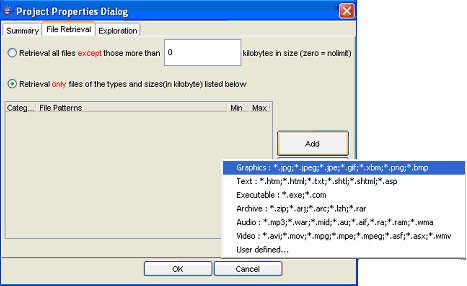 Project Properties Dialog
Summary File Retrieval Exploration
Retrieval all files except those more than 0 kilobytes in size (zero = nolimit)
Retrieval only files of the types and sizes(in kilobyte) listed below
Categ... File Patterns Min Max
Add
Graphics : *.jpg;*.jpeg;*.jpe;*.gif;*.xbm;*.png;*.bmp
Text : *.htm;*.html;*.txt;*.shtl;*.shtml;*.asp
Executable : *.exe;*.com
Archive : *.zip;*.arj;*.arc;*.lzh;*.rar
Audio : *.mp3;*.war;*.mid;*.au;*.aif,*.ra;*.ram;*.wma
Video : *.avi;*.mov;*.mpg;*.mpe;*.mpeg;*.asf;*.asx;*.wmv
User defined...
OK Cancel